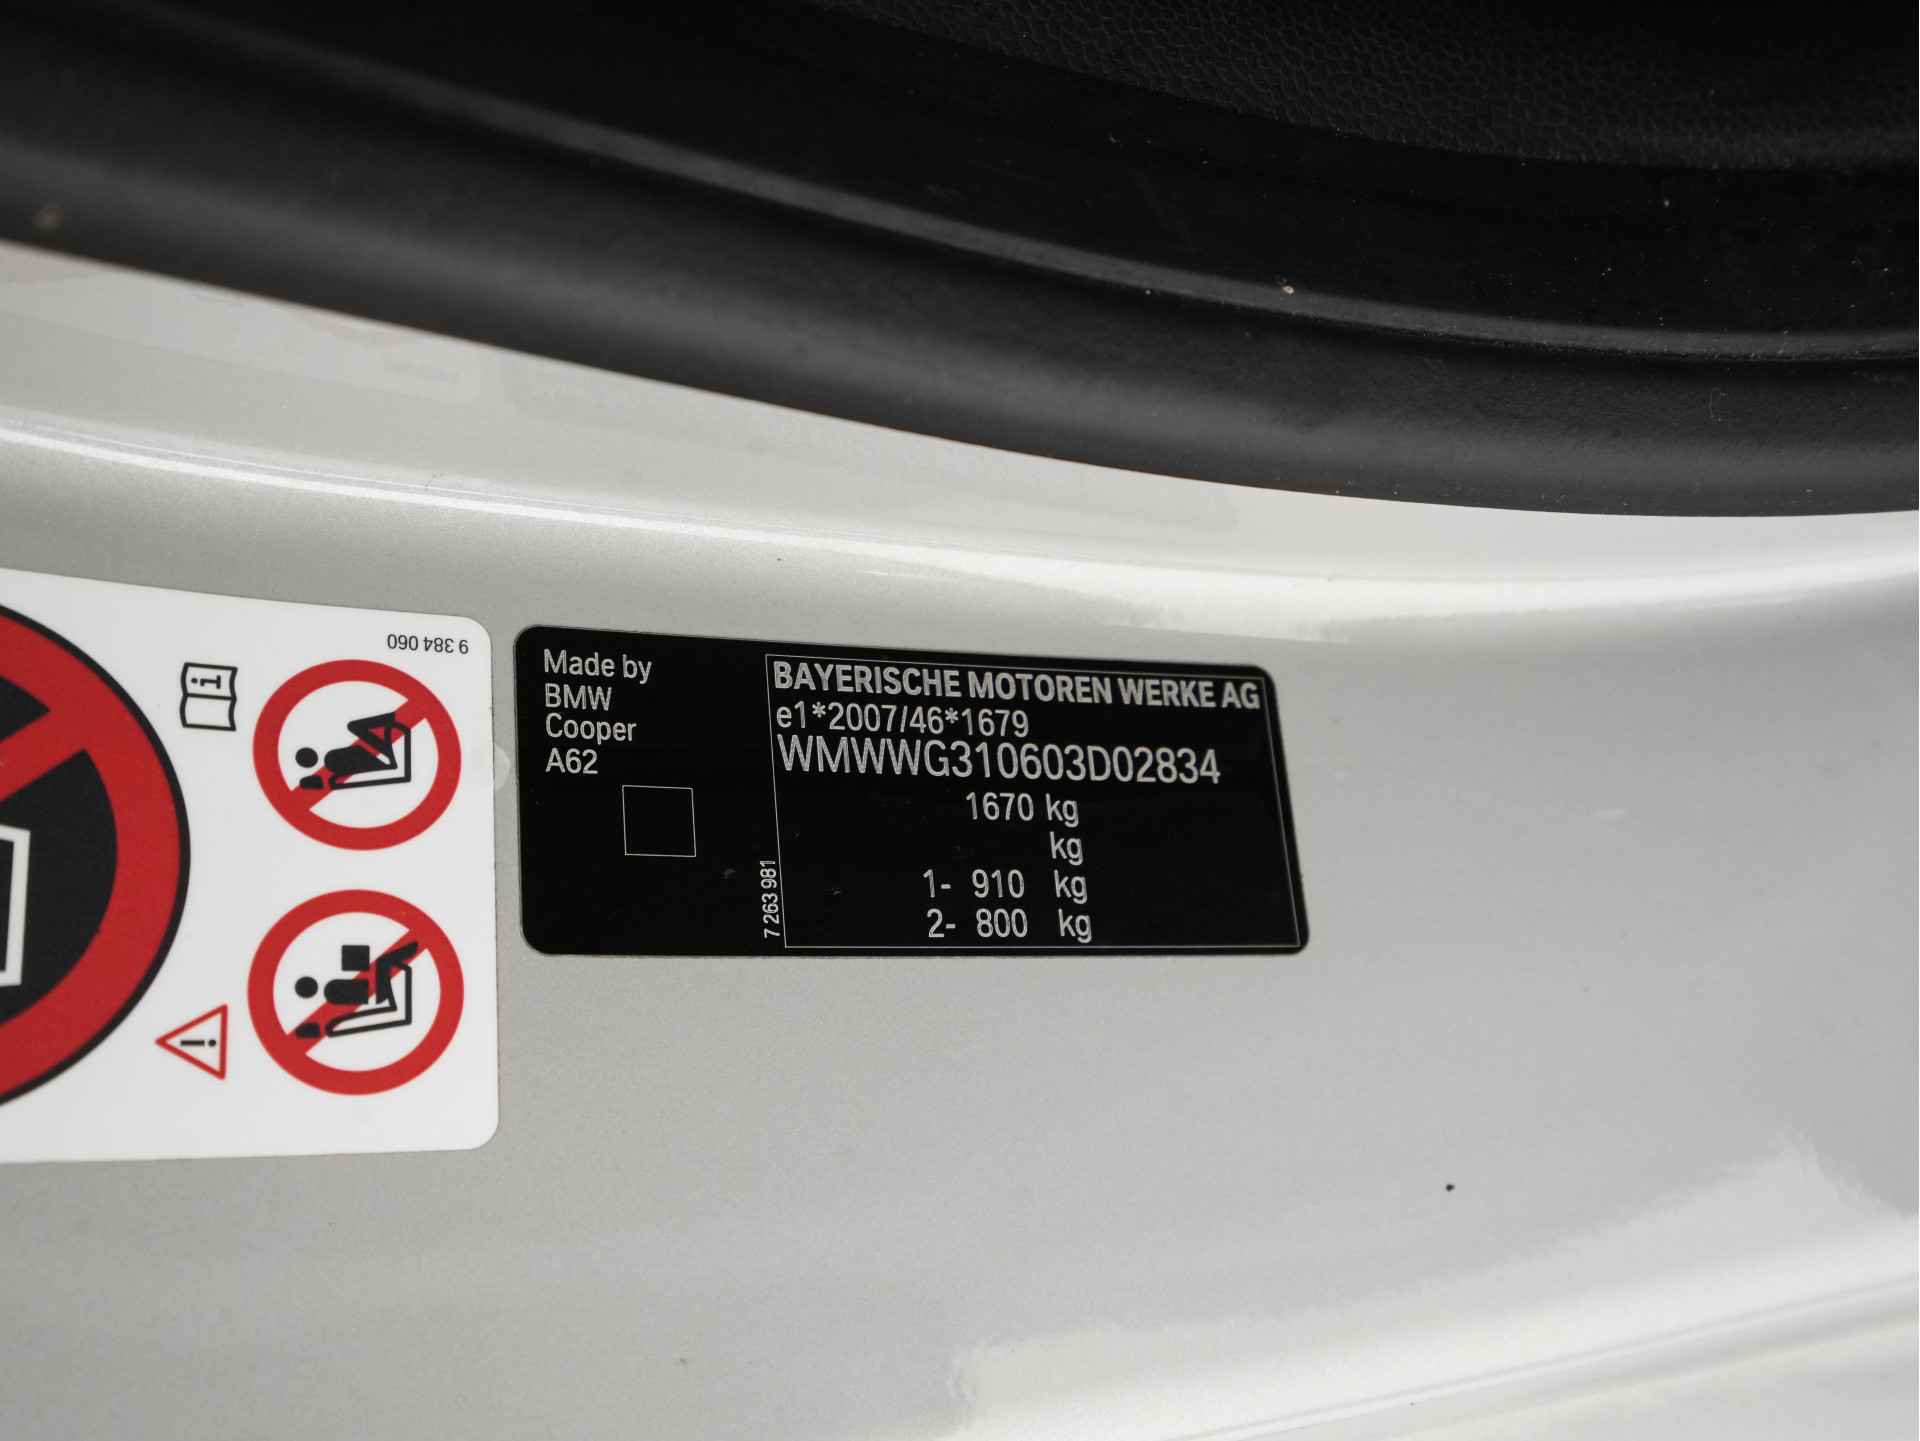 9 384 060
Made by
BMW
Cooper
A62
BAYERISCHE MOTOREN WERKE AG
e1*2007/46*1679
WMWWG310603D02834
1670 kg
kg
1- 910 kg
2- 800 kg
7 263 981